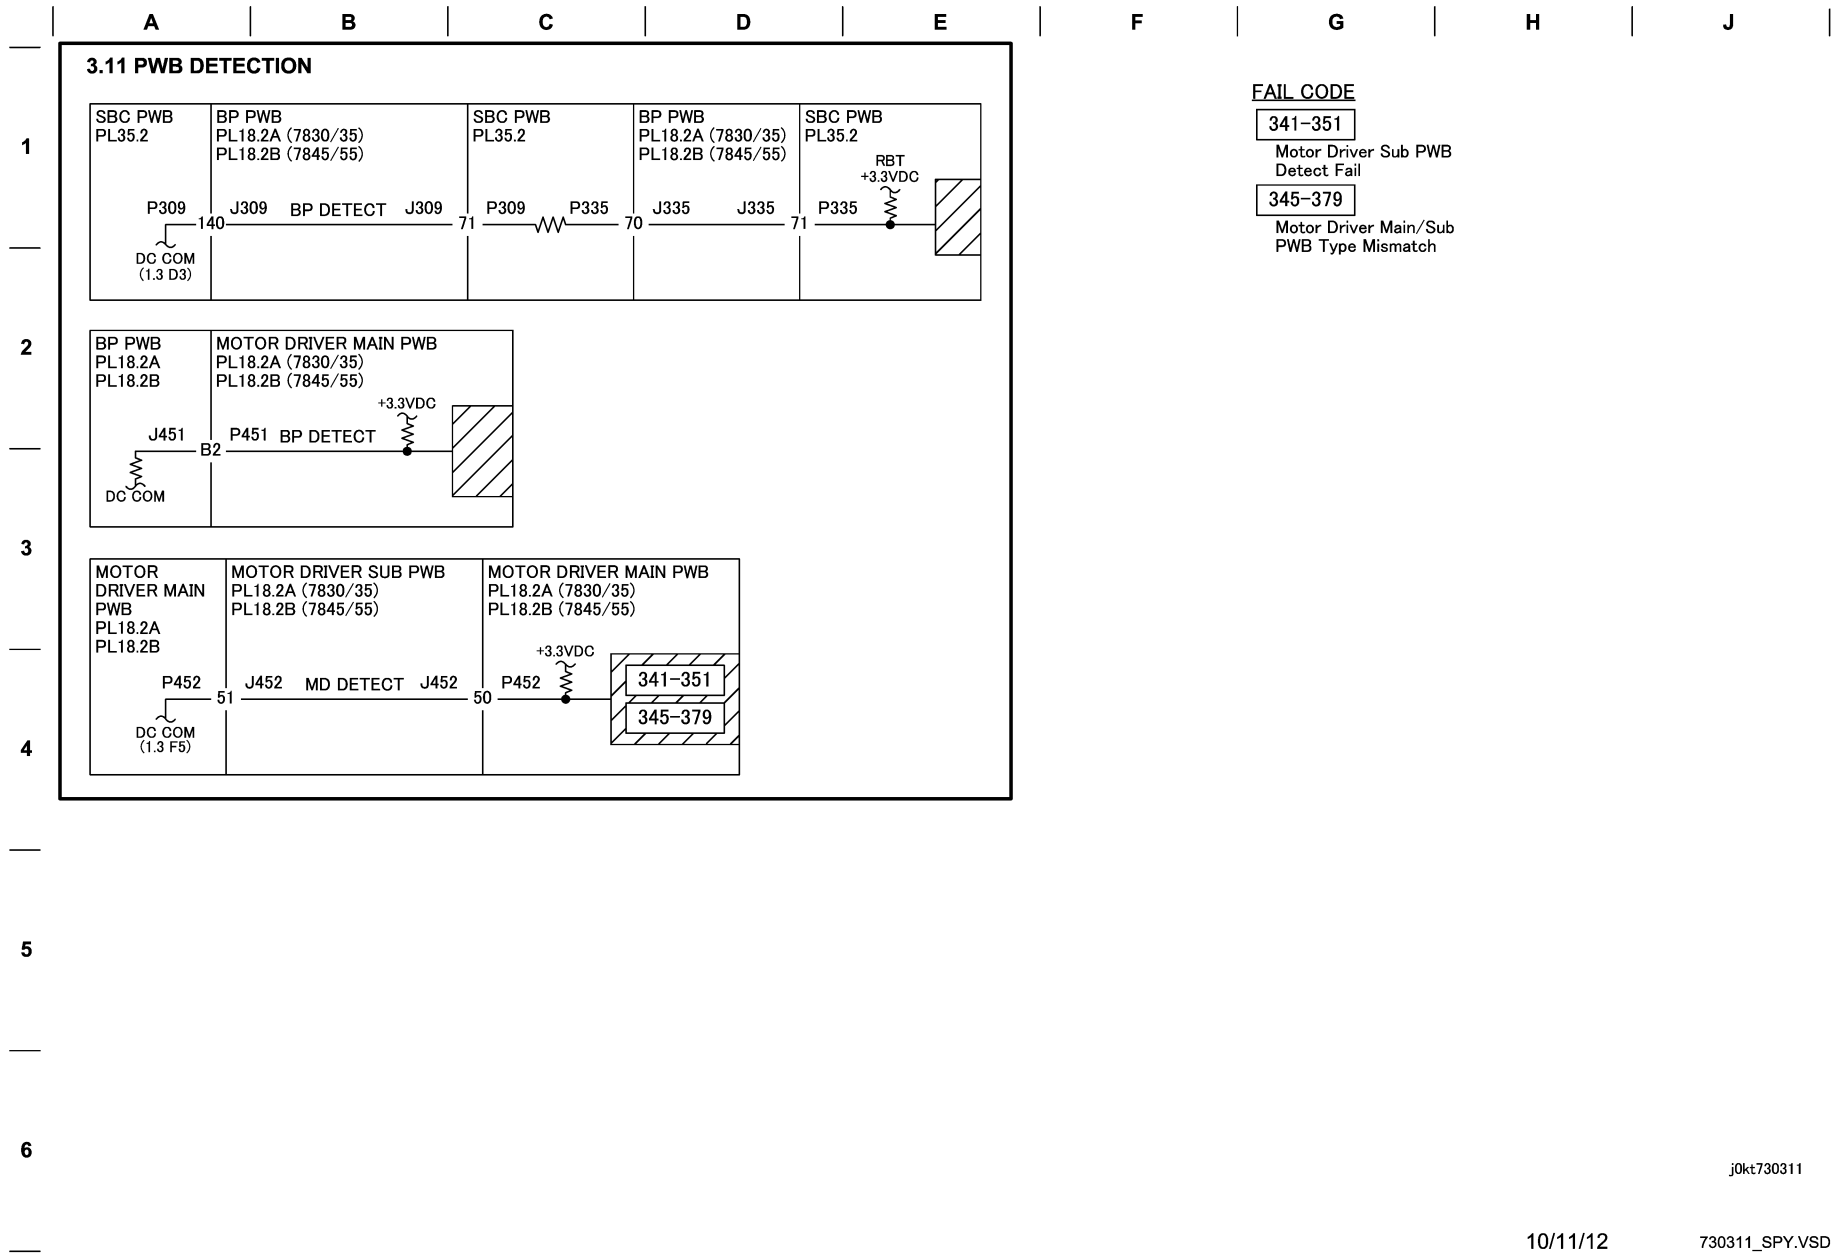 A B C D E F G H J
3.11 PWB DETECTION
SBC PWB
PL35.2
BP PWB
PL18.2A (7830/35)
PL18.2B (7845/55)
SBC PWB
PL35.2
BP PWB
PL18.2A (7830/35)
PL18.2B (7845/55)
SBC PWB
PL35.2
RBT
+3.3VDC
P309 140 J309 BP DETECT J309 71 P309 P335 70 J335 J335 71 P335
DC COM
(1.3 D3)
FAIL CODE
341-351
Motor Driver Sub PWB
Detect Fail
345-379
Motor Driver Main/Sub
PWB Type Mismatch
1
2
BP PWB
PL18.2A
PL18.2B
MOTOR DRIVER MAIN PWB
PL18.2A (7830/35)
PL18.2B (7845/55)
+3.3VDC
J451 B2 P451 BP DETECT
DC COM
3
MOTOR
DRIVER MAIN
PWB
PL18.2A
PL18.2B
MOTOR DRIVER SUB PWB
PL18.2A (7830/35)
PL18.2B (7845/55)
MOTOR DRIVER MAIN PWB
PL18.2A (7830/35)
PL18.2B (7845/55)
+3.3VDC
P452 51 J452 MD DETECT J452 50 P452
341-351
345-379
DC COM
(1.3 F5)
4
5
6
j0kt730311
10/11/12 730311_SPY.VSD